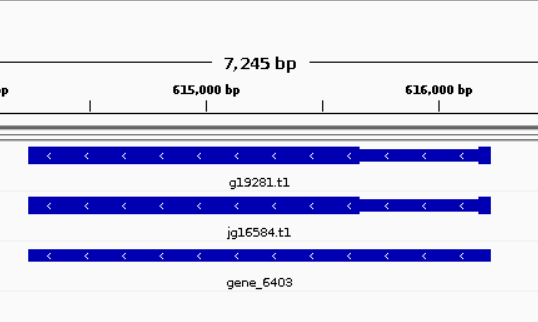 7,245 bp
bp
615,000 bp
616,000 bp
g19281.t1
jg16584.t1
gene_6403